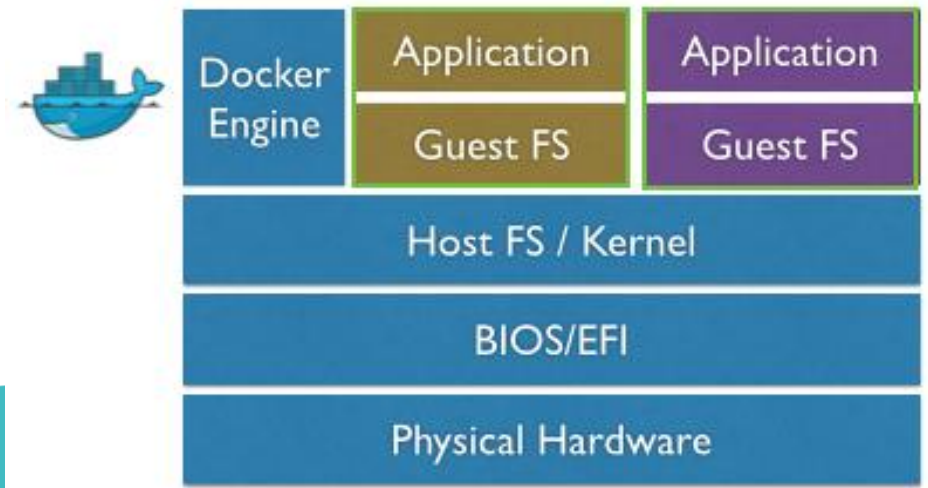 Docker
Engine
Application
Guest FS
Application
Guest FS
Host FS / Kernel
BIOS/EFI
Physical Hardware